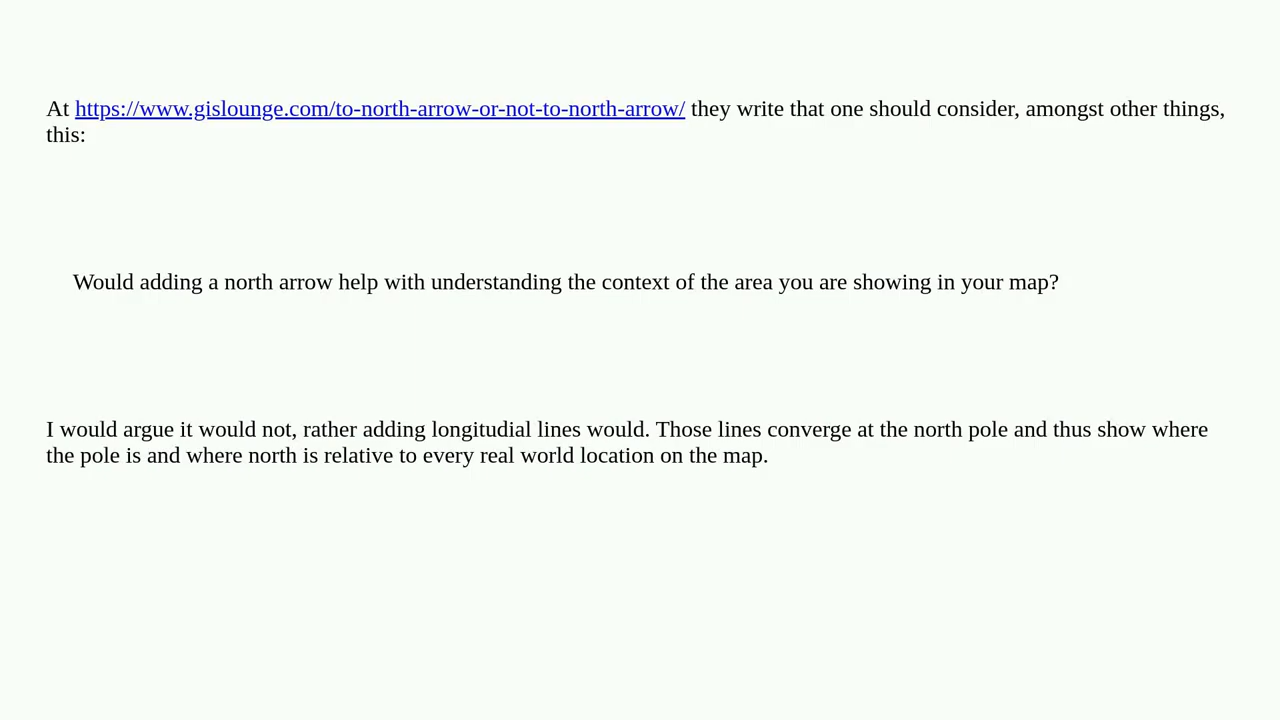 At https://www.gislounge.com/to-north-arrow-or-not-to-north-arrow/ they write that one should consider, amongst other things,
this:
Would adding a north arrow help with understanding the context of the area you are showing in your map?
I would argue it would not, rather adding longitudial lines would. Those lines converge at the north pole and thus show where
the pole is and where north is relative to every real world location on the map.